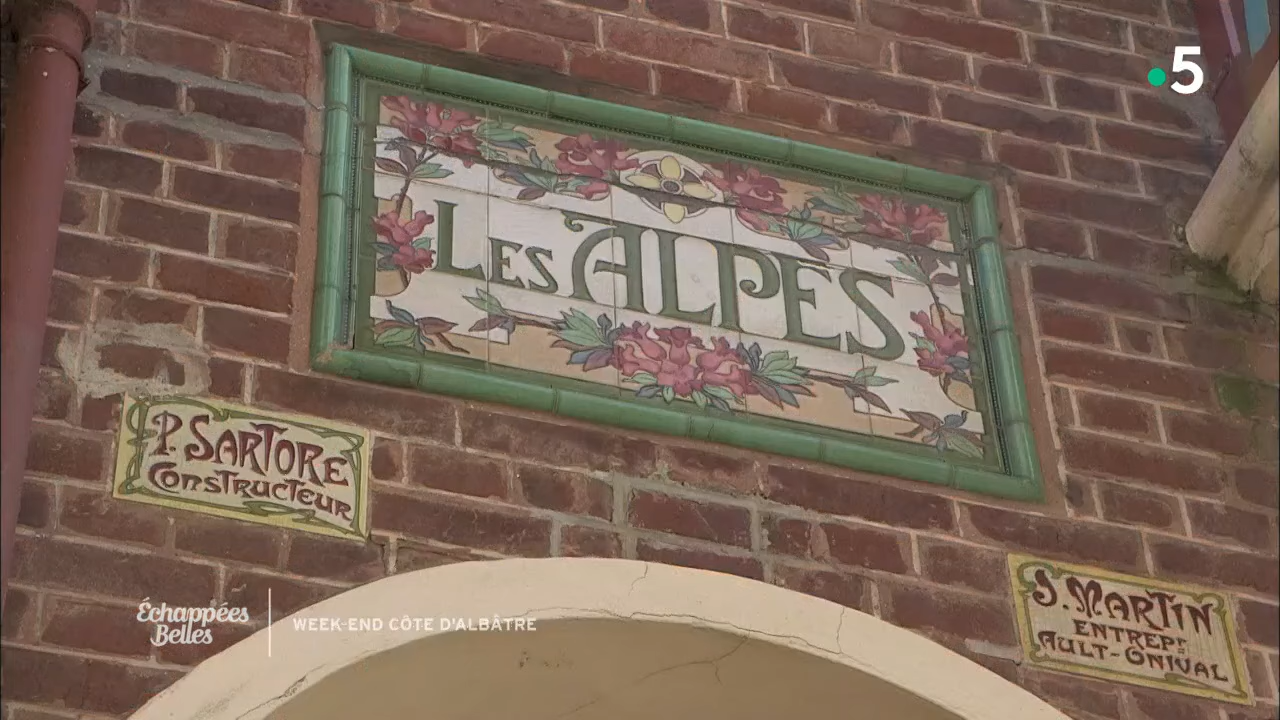 5
LES ALPES
P. SARTORE
CONSTRUCTEUR
J. MARTIN
ENTREPR
AULT-ONIVAL
Échappées
Belles
WEEK-END CÔTE D'ALBÂTRE